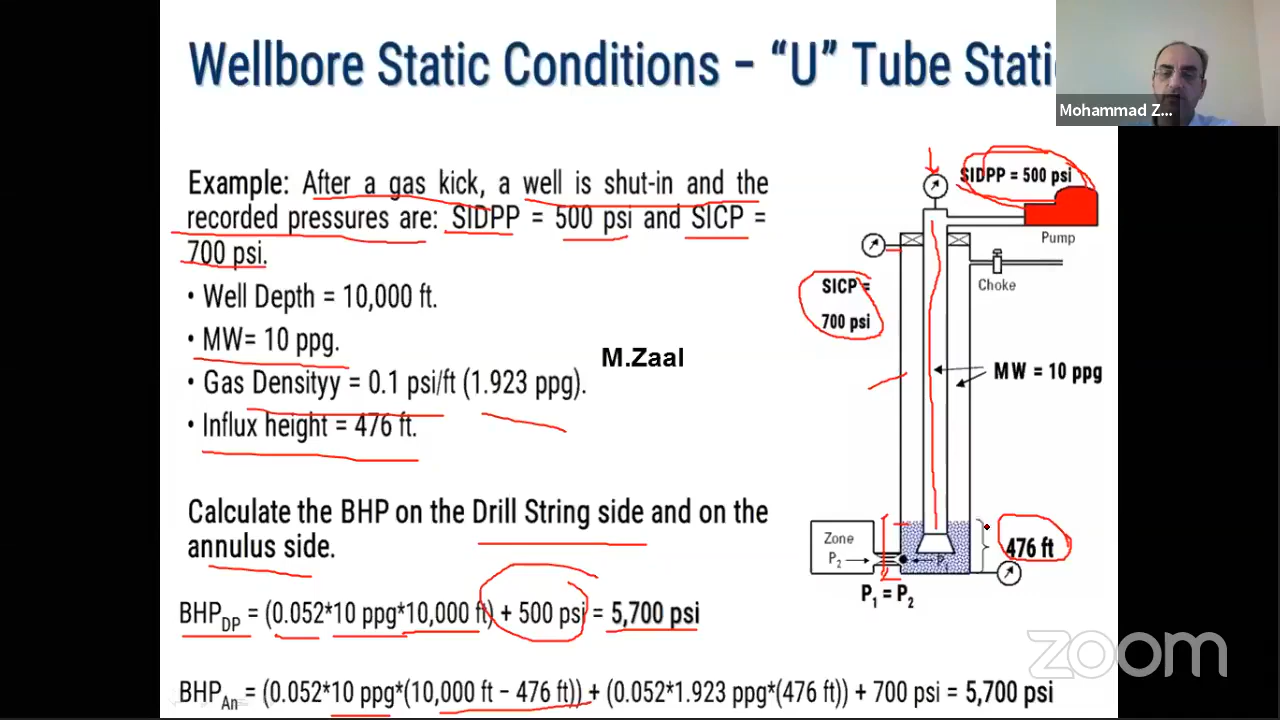 Wellbore Static Conditions – “U” Tube Stati
Mohammad Z...
Example: After a gas kick, a well is shut-in and the
recorded pressures are: SIDPP = 500 psi and SICP =
700 psi.
• Well Depth = 10,000 ft.
• MW= 10 ppg.
• Gas Densityy = 0.1 psi/ft (1.923 ppg).
• Influx height = 476 ft.
M.Zaal
Calculate the BHP on the Drill String side and on the
annulus side.
BHP_DP = (0.052*10 ppg*10,000 ft) + 500 psi = 5,700 psi
BHP_An = (0.052*10 ppg*(10,000 ft – 476 ft)) + (0.052*1.923 ppg*(476 ft)) + 700 psi = 5,700 psi
SIDPP = 500 psi
Pump
Choke
SICP =
700 psi
MW = 10 ppg
Zone
P2
476 ft
P1 = P2
zoom